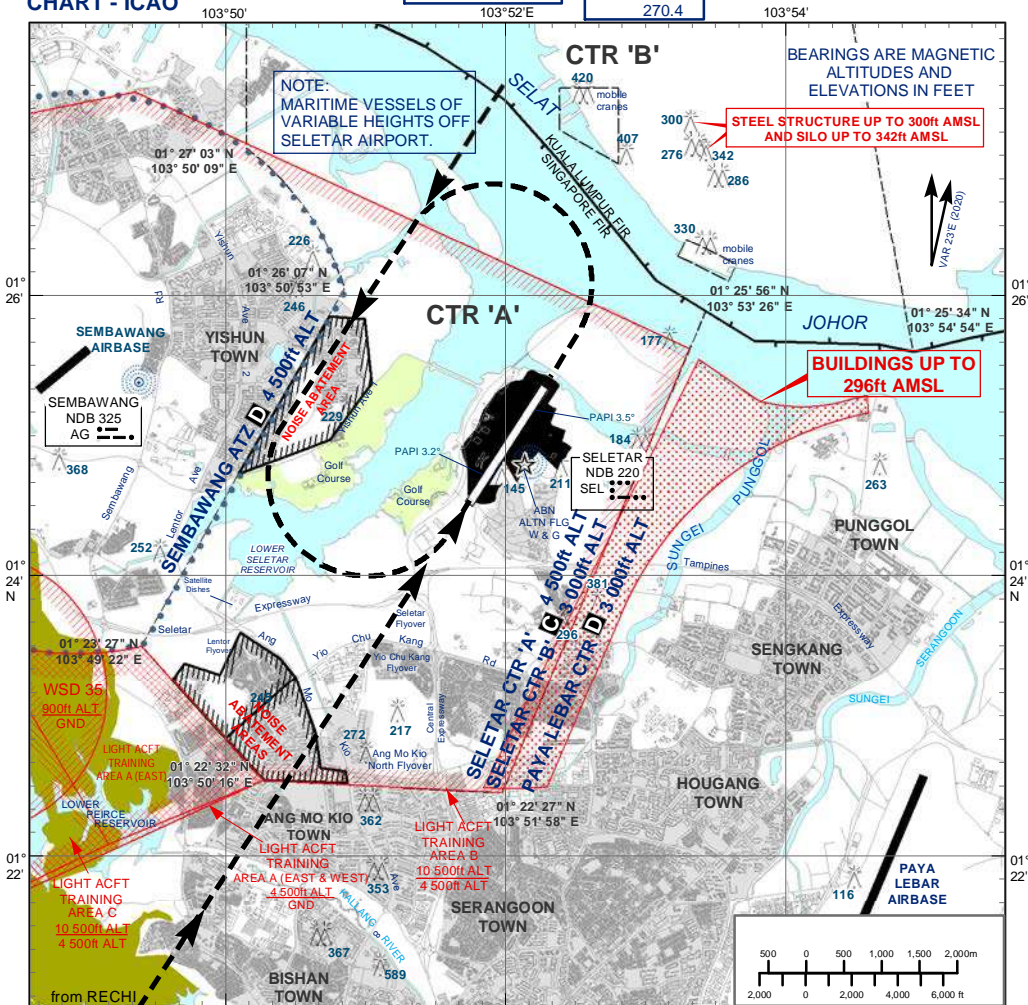 CHART - ICAO
270.4
103°50'
103°52'E
103°54'
CTR 'B'
BEARINGS ARE MAGNETIC
ALTITUDES AND
ELEVATIONS IN FEET
NOTE:
MARITIME VESSELS OF
VARIABLE HEIGHTS OFF
SELETAR AIRPORT.
SELAT
420
mobile
cranes
407
300
276
342
286
STEEL STRUCTURE UP TO 300ft AMSL
AND SILO UP TO 342ft AMSL
KUALA LUMPUR FIR
SINGAPORE FIR
01° 27' 03" N
103° 50' 09" E
VAR 23'E (2020)
330
mobile
cranes
226
Yishun
Ave
2
01° 26' 07" N
103° 50' 53" E
246
01°
26'
01°
26'
01° 25' 56" N
103° 53' 26" E
01° 25' 34" N
103° 54' 54" E
CTR 'A'
JOHOR
Rd
SEMBAWANG
AIRBASE
YISHUN
TOWN
177
BUILDINGS UP TO
296ft AMSL
SEMBAWANG
NDB 325
AG
SEMBAWANG ATZ D 4 500ft ALT
NOISE ABATEMENT
AREA
229
Yishun Ave
PAPI 3.5°
PAPI 3.2°
184
368
Golf
Course
Golf
Course
SELETAR
NDB 220
SEL
145
211
ABN
ALTN FLG
W & G
263
SUNGEI
PUNGGOL
PUNGGOL
TOWN
Sembawang
Lentor
Ave
252
LOWER
SELETAR
RESERVOIR
Satellite
Dishes
01°
24'
N
01°
24'
N
Tampines
Expressway
381
296
SELETAR CTR 'A' C 4 500ft ALT
SELETAR CTR 'B' C 3 000ft ALT
PAYA LEBAR CTR D 3 000ft ALT
Seletar
Expressway
Seletar
Flyover
Lentor
Flyover
Ang
Mo
Kio
Yio
Chu
Kang
Rd
Yio Chu Kang
Flyover
SENGKANG
TOWN
SERANGOON
SUNGEI
01° 23' 27" N
103° 49' 22" E
WSD 35
900ft ALT
GND
NOISE
ABATEMENT
AREAS
272
217
Central
Expressway
Ang Mo Kio
North Flyover
LIGHT ACFT
TRAINING
AREA A (EAST)
01° 22' 32" N
103° 50' 16" E
LOWER
PEIRCE
RESERVOIR
HOUGANG
TOWN
01° 22' 27" N
103° 51' 58" E
362
ANG MO KIO
TOWN
LIGHT ACFT
TRAINING
AREA A (EAST & WEST)
4 500ft ALT
GND
LIGHT ACFT
TRAINING
AREA B
10 500ft ALT
4 500ft ALT
01°
22'
01°
22'
353
Ave
8
116
PAYA
LEBAR
AIRBASE
LIGHT ACFT
TRAINING
AREA C
10 500ft ALT
4 500ft ALT
KALLANG
RIVER
SERANGOON
TOWN
367
589
BISHAN
TOWN
from RECHI
500 0 500 1,000 1,500 2,000m
2,000 0 2,000 4,000 6,000 ft